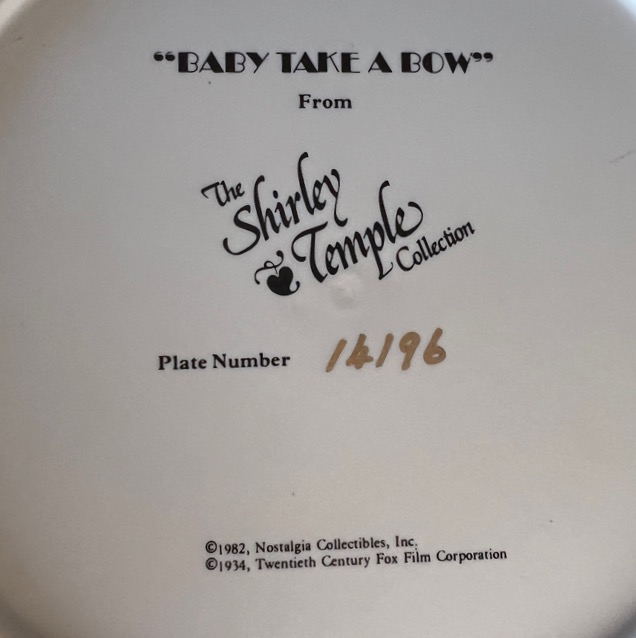 “BABY TAKE A BOW”
From
The
Shirley
Temple
Collection
Plate Number 14196
©1982, Nostalgia Collectibles, Inc.
©1934, Twentieth Century Fox Film Corporation